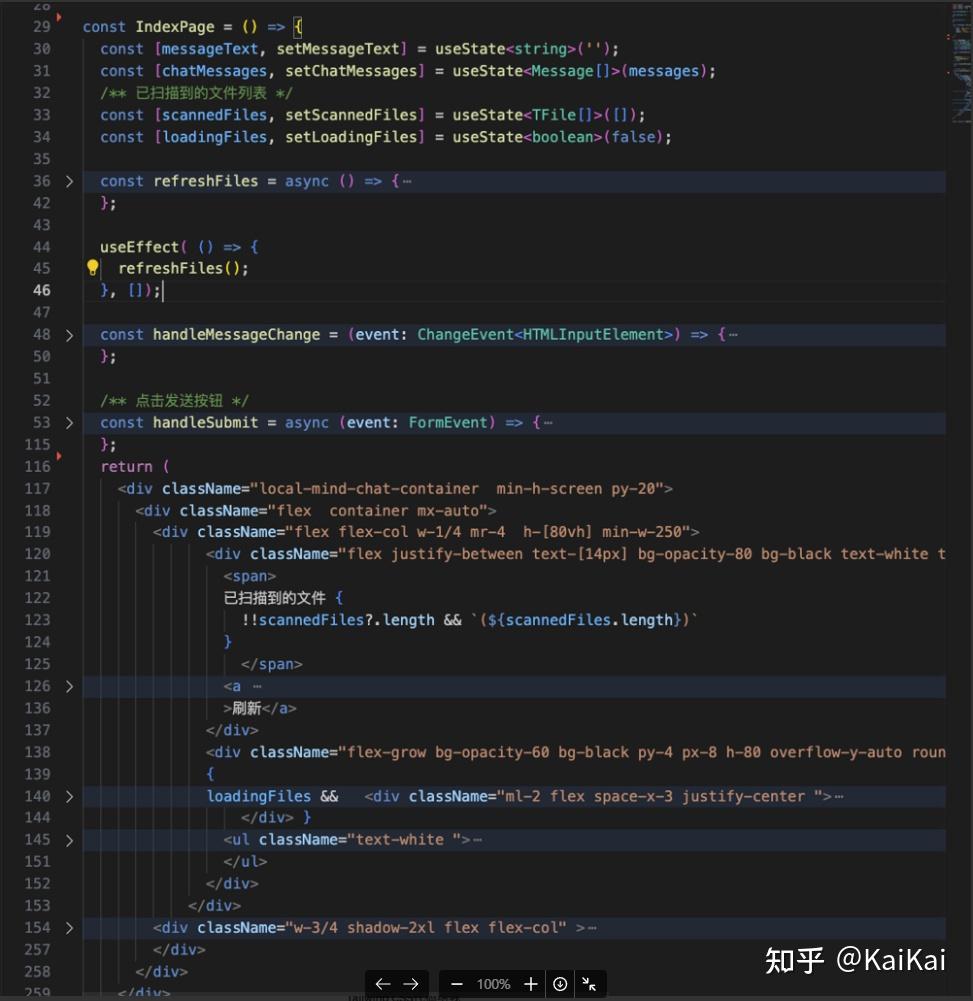 28
29 const IndexPage = () => {
30 const [messageText, setMessageText] = useState<string>('');
31 const [chatMessages, setChatMessages] = useState<Message[]>(messages);
32 /** 已扫描到的文件列表 */
33 const [scannedFiles, setScannedFiles] = useState<TFile[]>([]);
34 const [loadingFiles, setLoadingFiles] = useState<boolean>(false);
35
36 const refreshFiles = async () => {…
42 };
43
44 useEffect( () => {
45 refreshFiles();
46 }, []);
47
48 const handleMessageChange = (event: ChangeEvent<HTMLInputElement>) => {…
50 };
51
52 /** 点击发送按钮 */
53 const handleSubmit = async (event: FormEvent) => {…
115 };
116 return (
117 <div className="local-mind-chat-container  min-h-screen py-20">
118 <div className="flex  container mx-auto">
119 <div className="flex flex-col w-1/4 mr-4  h-[80vh] min-w-250">
120 <div className="flex justify-between text-[14px] bg-opacity-80 bg-black text-white t
121 <span>
122 已扫描到的文件 {
123 !!scannedFiles?.length && `(${scannedFiles.length})`
124 }
125 </span>
126 <a …
136 >刷新</a>
137 </div>
138 <div className="flex-grow bg-opacity-60 bg-black py-4 px-8 h-80 overflow-y-auto roun
139 {
140 loadingFiles &&   <div className="ml-2 flex space-x-3 justify-center ">…
144 </div> }
145 <ul className="text-white ">…
151 </ul>
152 </div>
153 </div>
154 <div className="w-3/4 shadow-2xl flex flex-col" >…
257 </div>
258 </div>
259 </div>
知乎 @KaiKai
100%